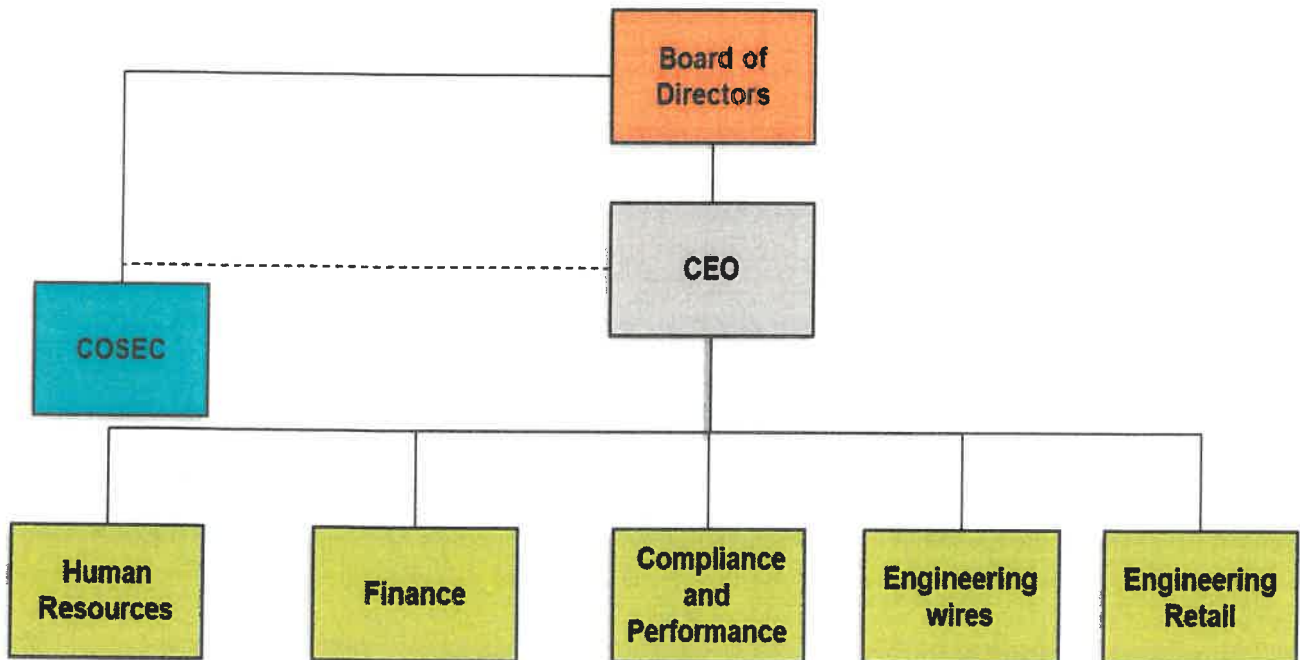 Board of
Directors
CEO
COSEC
Human
Resources
Finance
Compliance
and
Performance
Engineering
wires
Engineering
Retail